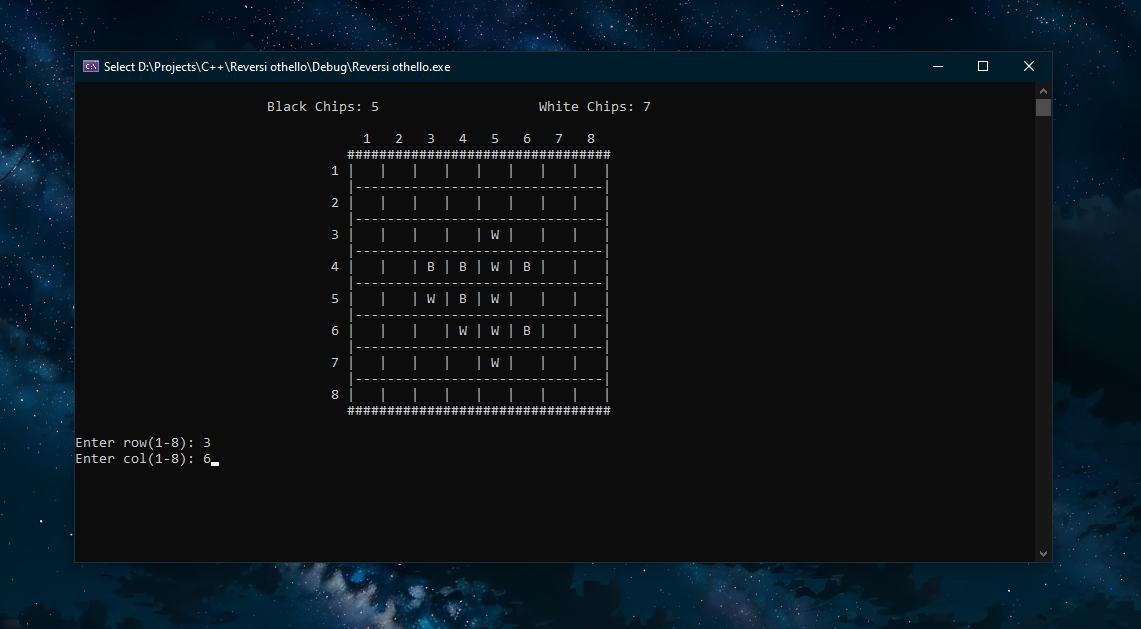 Select D:\Projects\C++\Reversi othello\Debug\Reversi othello.exe
Black Chips: 5                    White Chips: 7
    1   2   3   4   5   6   7   8
  #################################
1 |   |   |   |   |   |   |   |   |
  |-------------------------------|
2 |   |   |   |   |   |   |   |   |
  |-------------------------------|
3 |   |   |   |   | W |   |   |   |
  |-------------------------------|
4 |   |   | B | B | W | B |   |   |
  |-------------------------------|
5 |   |   | W | B | W |   |   |   |
  |-------------------------------|
6 |   |   |   | W | W | B |   |   |
  |-------------------------------|
7 |   |   |   |   | W |   |   |   |
  |-------------------------------|
8 |   |   |   |   |   |   |   |   |
  #################################
Enter row(1-8): 3
Enter col(1-8): 6